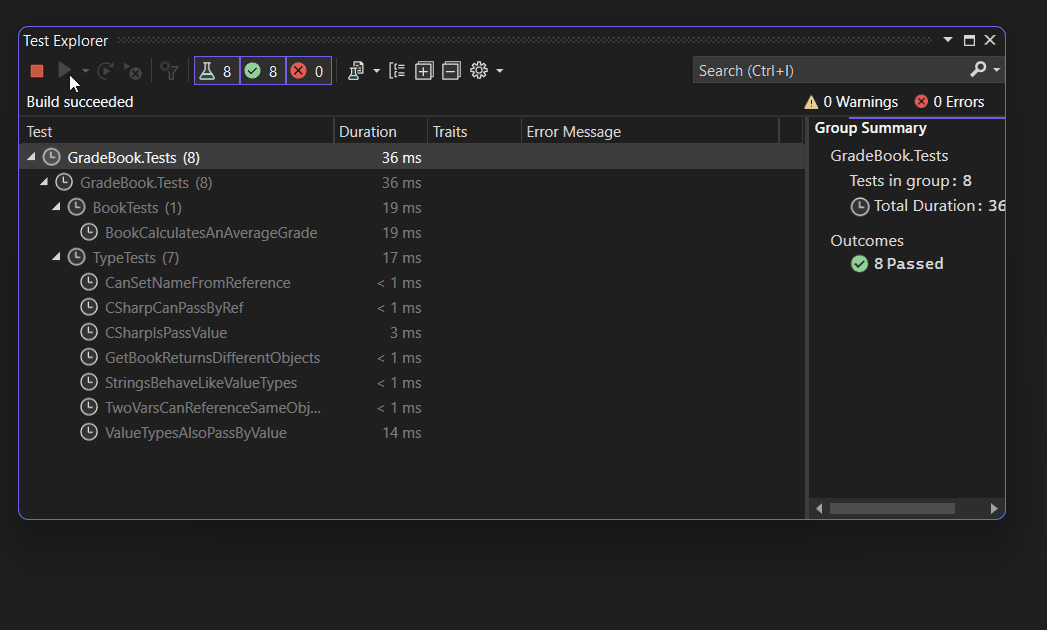 Test Explorer
8 8 0
Search (Ctrl+I)
Build succeeded
0 Warnings 0 Errors
Test Duration Traits Error Message
GradeBook.Tests (8) 36 ms
GradeBook.Tests (8) 36 ms
BookTests (1) 19 ms
BookCalculatesAnAverageGrade 19 ms
TypeTests (7) 17 ms
CanSetNameFromReference < 1 ms
CSharpCanPassByRef < 1 ms
CSharpIsPassValue 3 ms
GetBookReturnsDifferentObjects < 1 ms
StringsBehaveLikeValueTypes < 1 ms
TwoVarsCanReferenceSameObj... < 1 ms
ValueTypesAlsoPassByValue 14 ms
Group Summary
GradeBook.Tests
Tests in group: 8
Total Duration: 36
Outcomes
8 Passed